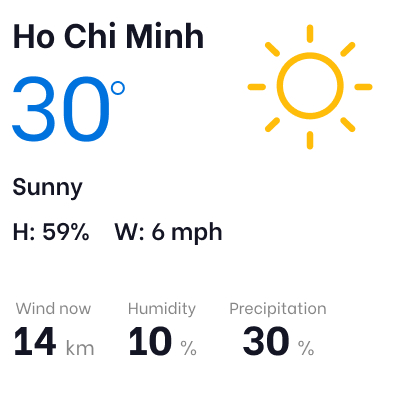 Ho Chi Minh
30°
Sunny
H: 59% W: 6 mph
Wind now Humidity Precipitation
14 km 10 % 30 %